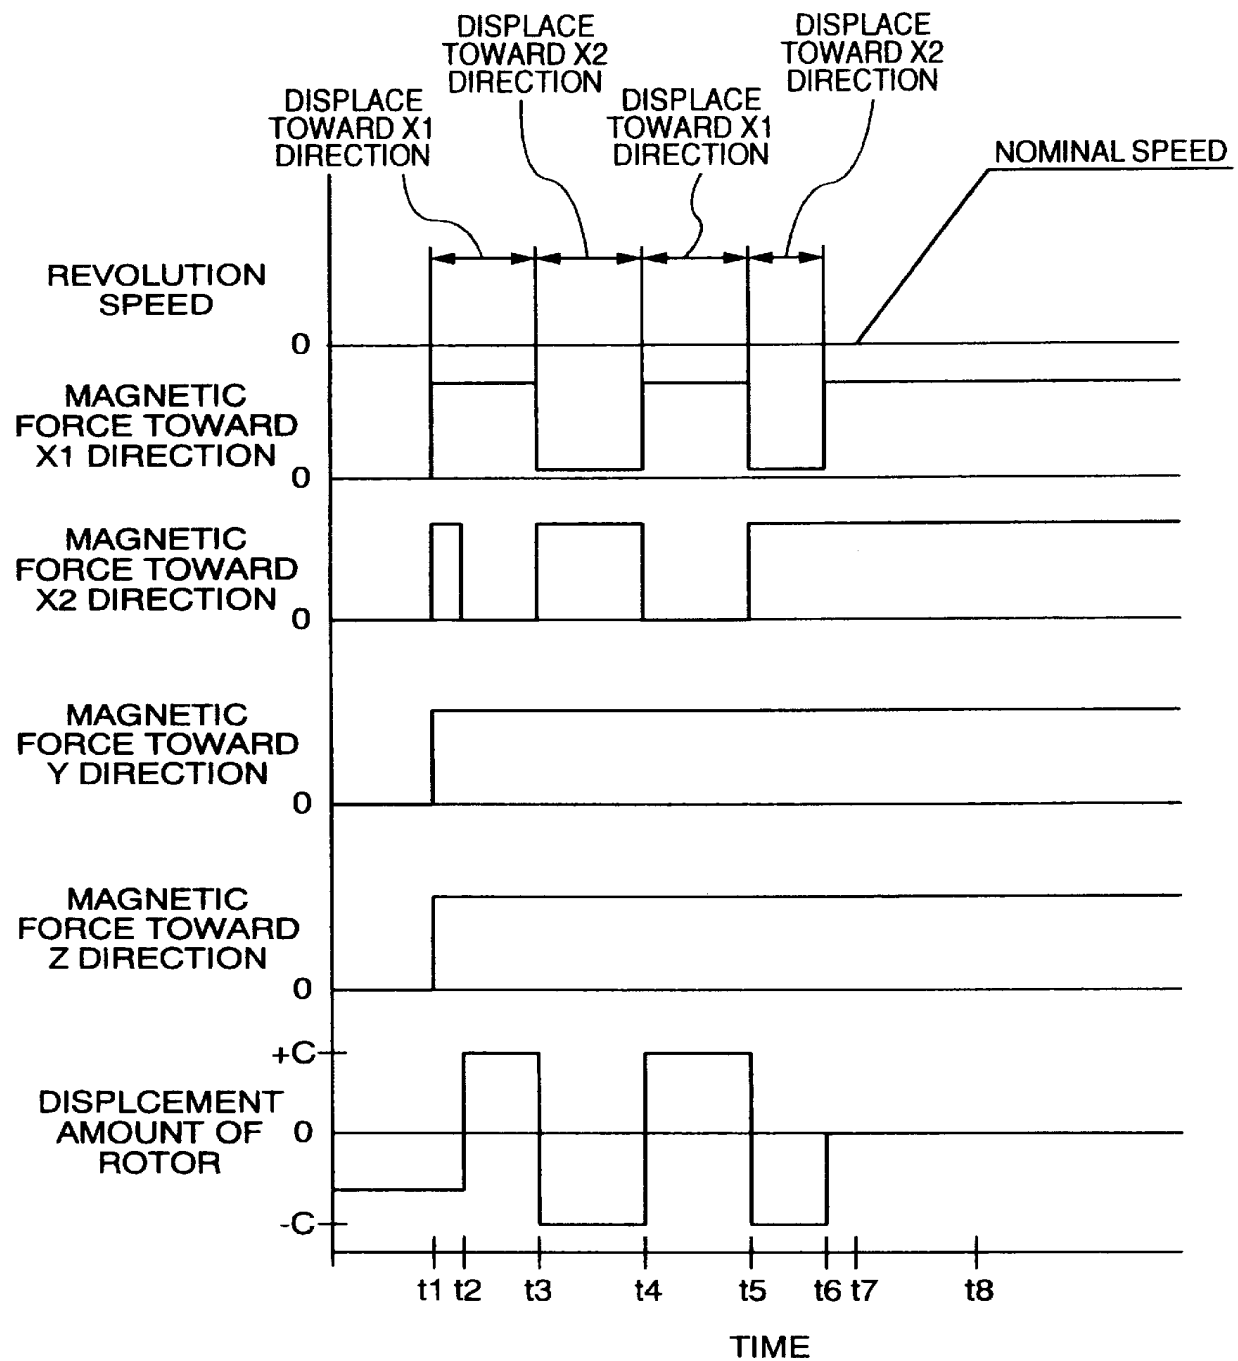 DISPLACE
TOWARD X2
DIRECTION
DISPLACE
TOWARD X2
DIRECTION
DISPLACE
TOWARD X1
DIRECTION
DISPLACE
TOWARD X1
DIRECTION
NOMINAL SPEED
REVOLUTION
SPEED
0
MAGNETIC
FORCE TOWARD
X1 DIRECTION
0
MAGNETIC
FORCE TOWARD
X2 DIRECTION
0
MAGNETIC
FORCE TOWARD
Y DIRECTION
0
MAGNETIC
FORCE TOWARD
Z DIRECTION
0
+C
DISPLCEMENT
AMOUNT OF
ROTOR
0
-C
t1 t2 t3 t4 t5 t6 t7 t8
TIME